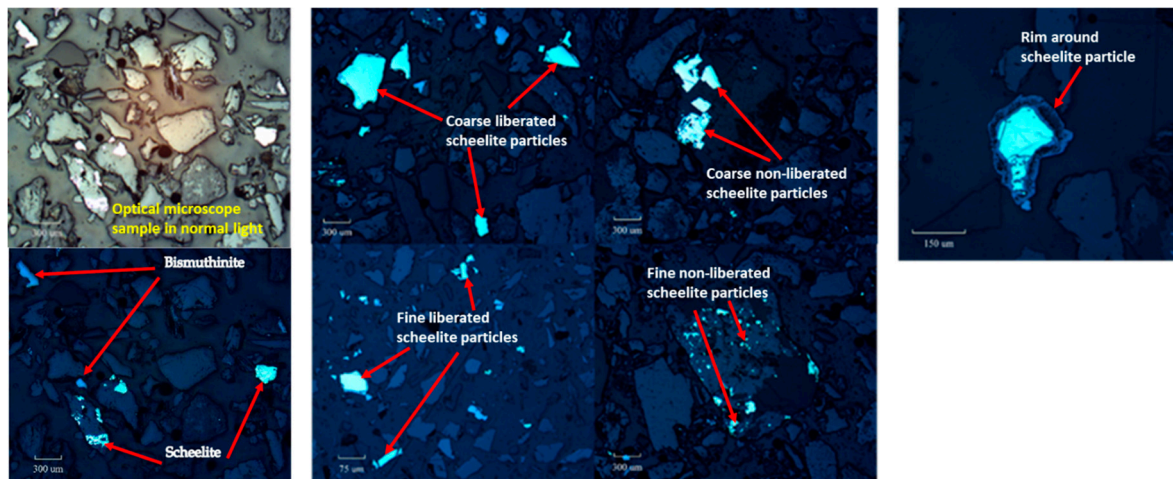 Optical microscope
sample in normal light
300 um
Coarse liberated
scheelite particles
300 um
Coarse non-liberated
scheelite particles
300 um
Rim around
scheelite particle
150 um
Bismuthinite
Scheelite
300 um
Fine liberated
scheelite particles
75 um
Fine non-liberated
scheelite particles
300 um